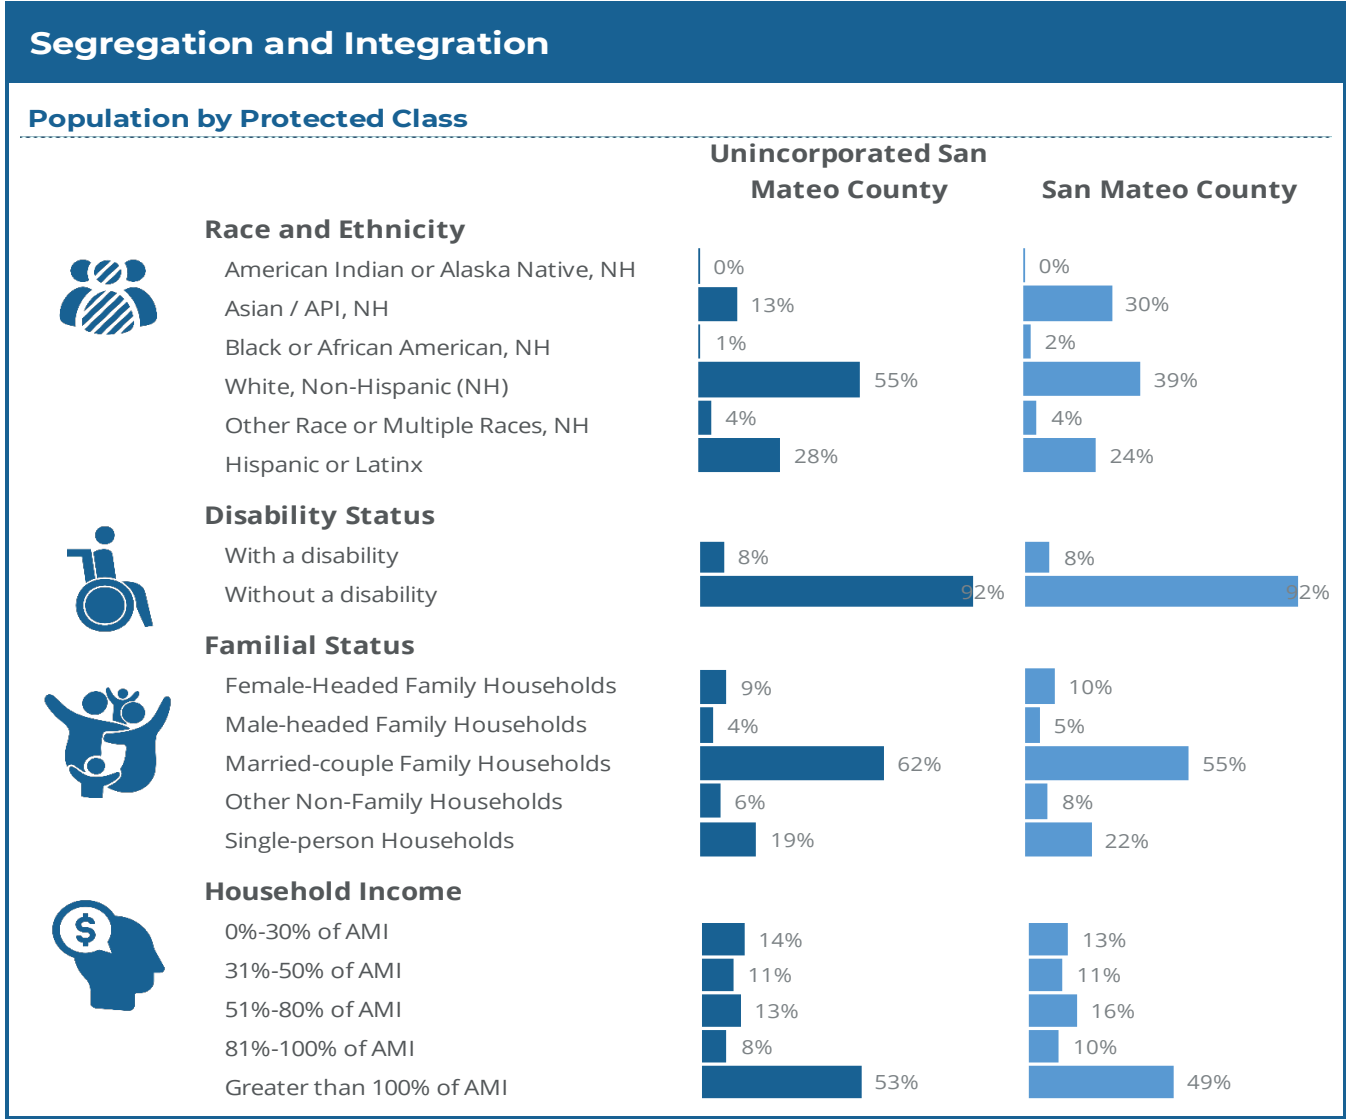 Segregation and Integration
Population by Protected Class
Unincorporated San
Mateo County
San Mateo County
Race and Ethnicity
American Indian or Alaska Native, NH 0% 0%
Asian / API, NH 13% 30%
Black or African American, NH 1% 2%
White, Non-Hispanic (NH) 55% 39%
Other Race or Multiple Races, NH 4% 4%
Hispanic or Latinx 28% 24%
Disability Status
With a disability 8% 8%
Without a disability 92% 92%
Familial Status
Female-Headed Family Households 9% 10%
Male-headed Family Households 4% 5%
Married-couple Family Households 62% 55%
Other Non-Family Households 6% 8%
Single-person Households 19% 22%
Household Income
$
0%-30% of AMI 14% 13%
31%-50% of AMI 11% 11%
51%-80% of AMI 13% 16%
81%-100% of AMI 8% 10%
Greater than 100% of AMI 53% 49%